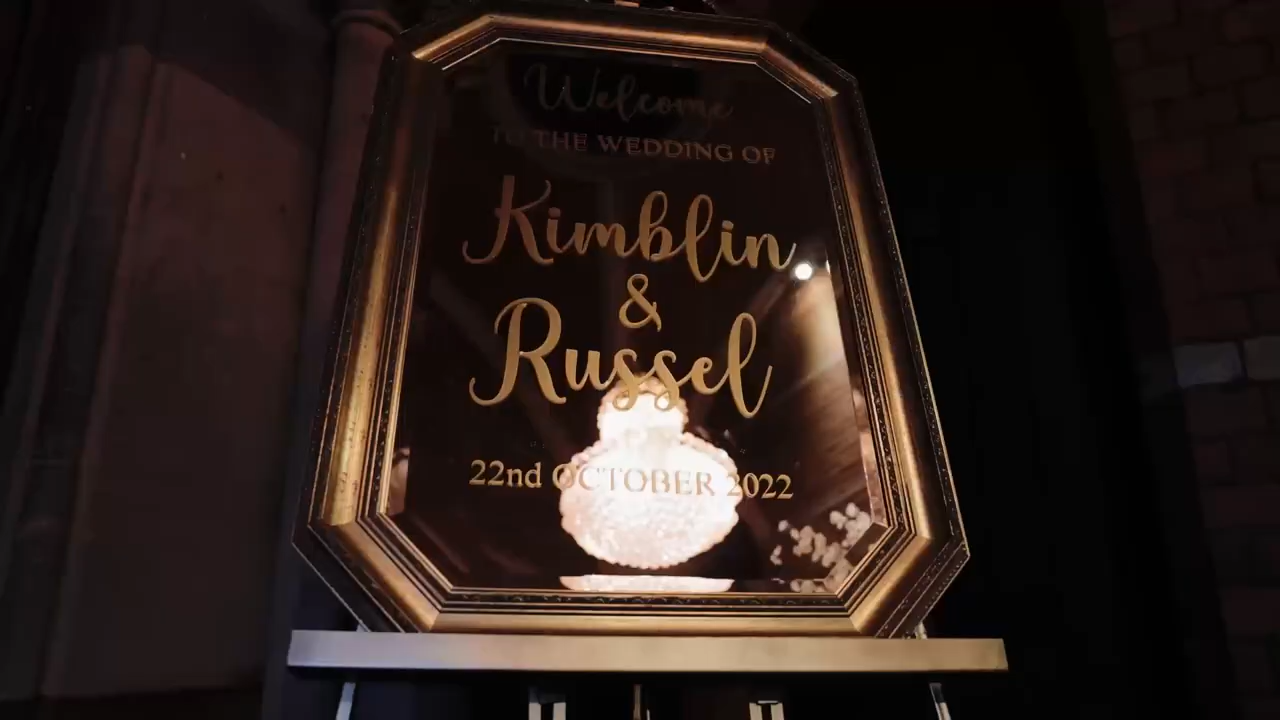 Welcome
TO THE WEDDING OF
Kimblin
&
Russel
22nd OCTOBER 2022